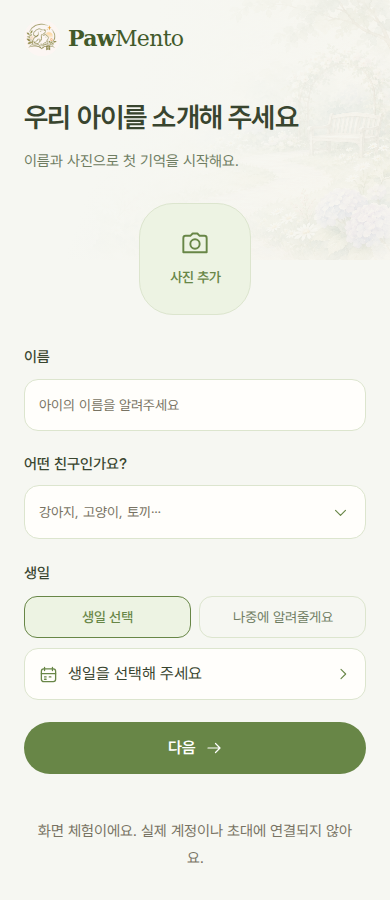 PawMento
우리 아이를 소개해 주세요
이름과 사진으로 첫 기억을 시작해요.
사진 추가
이름
아이의 이름을 알려주세요
어떤 친구인가요?
강아지, 고양이, 토끼…
생일
생일 선택
나중에 알려줄게요
생일을 선택해 주세요
다음 →
화면 체험이에요. 실제 계정이나 초대에 연결되지 않아
요.